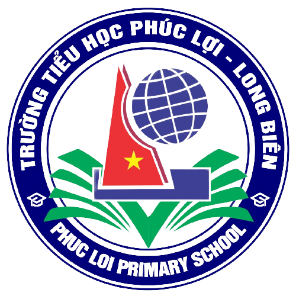 TRƯỜNG TIỂU HỌC PHÚC LỢI - LONG BIÊN
PHUC LOI PRIMARY SCHOOL